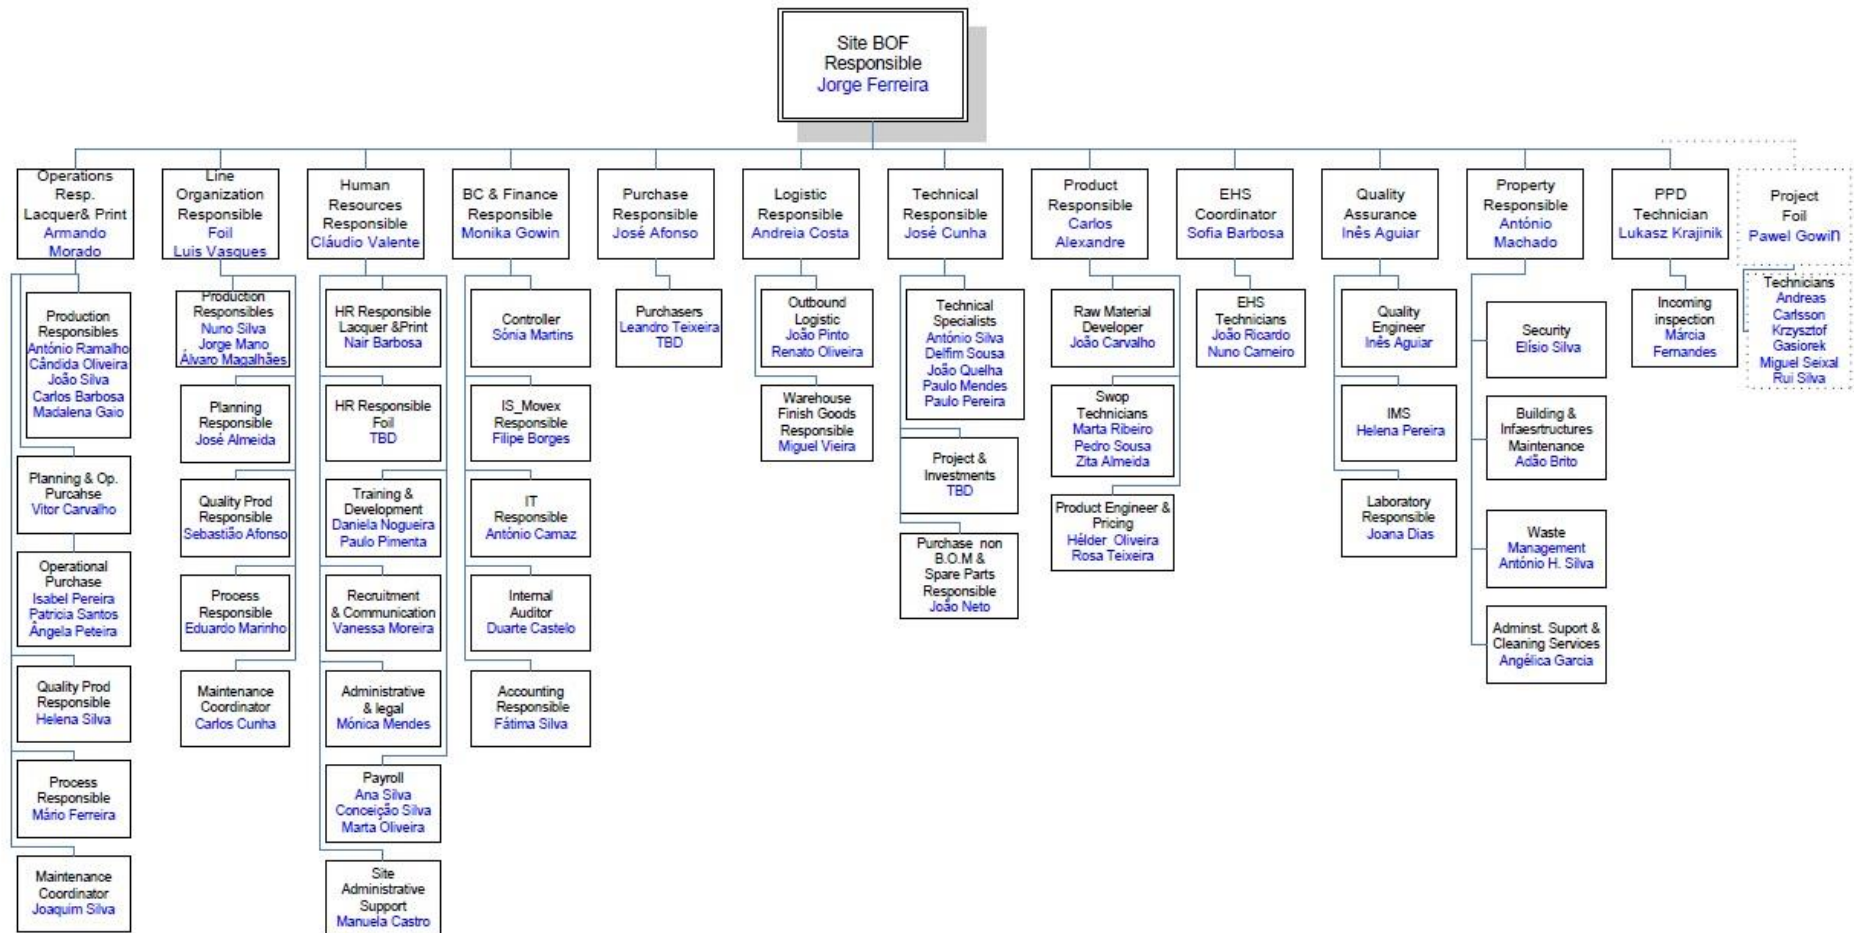 Site BOF
Responsible
Jorge Ferreira
Operations
Resp.
Lacquer& Print
Armando
Morado
Line
Organization
Responsible
Foil
Luis Vasques
Human
Resources
Responsible
Cláudio Valente
BC & Finance
Responsible
Monika Gowin
Purchase
Responsible
José Afonso
Logistic
Responsible
Andreia Costa
Technical
Responsible
José Cunha
Product
Responsible
Carlos
Alexandre
EHS
Coordinator
Sofia Barbosa
Quality
Assurance
Inês Aguiar
Property
Responsible
António
Machado
PPD
Technician
Lukasz Krajinik
Project
Foil
Pawel Gowin
Production
Responsibles
António Ramalho
Cândida Oliveira
João Silva
Carlos Barbosa
Madalena Gaio
Planning & Op.
Purcahse
Vitor Carvalho
Operational
Purchase
Isabel Pereira
Patricia Santos
Ângela Peteira
Quality Prod
Responsible
Helena Silva
Process
Responsible
Mário Ferreira
Maintenance
Coordinator
Joaquim Silva
Production
Responsibles
Nuno Silva
Jorge Mano
Álvaro Magalhães
Planning
Responsible
José Almeida
Quality Prod
Responsible
Sebastião Afonso
Process
Responsible
Eduardo Marinho
Maintenance
Coordinator
Carlos Cunha
HR Responsible
Lacquer &Print
Nair Barbosa
HR Responsible
Foil
TBD
Training &
Development
Daniela Nogueira
Paulo Pimenta
Recruitment
& Communication
Vanessa Moreira
Administrative
& legal
Mónica Mendes
Payroll
Ana Silva
Conceição Silva
Marta Oliveira
Site
Administrative
Support
Manuela Castro
Controller
Sónia Martins
IS_Movex
Responsible
Filipe Borges
IT
Responsible
António Camaz
Internal
Auditor
Duarte Castelo
Accounting
Responsible
Fátima Silva
Purchasers
Leandro Teixeira
TBD
Outbound
Logistic
João Pinto
Renato Oliveira
Warehouse
Finish Goods
Responsible
Miguel Vieira
Technical
Specialists
António Silva
Delfim Sousa
João Quelha
Paulo Mendes
Paulo Pereira
Project &
Investments
TBD
Purchase non
B.O.M &
Spare Parts
Responsible
João Neto
Raw Material
Developer
João Carvalho
Swop
Technicians
Marta Ribeiro
Pedro Sousa
Zita Almeida
Product Engineer &
Pricing
Hélder Oliveira
Rosa Teixeira
EHS
Technicians
João Ricardo
Nuno Carneiro
Quality
Engineer
Inês Aguiar
IMS
Helena Pereira
Laboratory
Responsible
Joana Dias
Security
Elísio Silva
Building &
Infaesrtructures
Maintenance
Adão Brito
Waste
Management
António H. Silva
Adminst. Suport &
Cleaning Services
Angélica Garcia
Incoming
inspection
Márcia
Fernandes
Technicians
Andreas
Carlsson
Krzysztof
Gasiorek
Miguel Seixal
Rui Silva